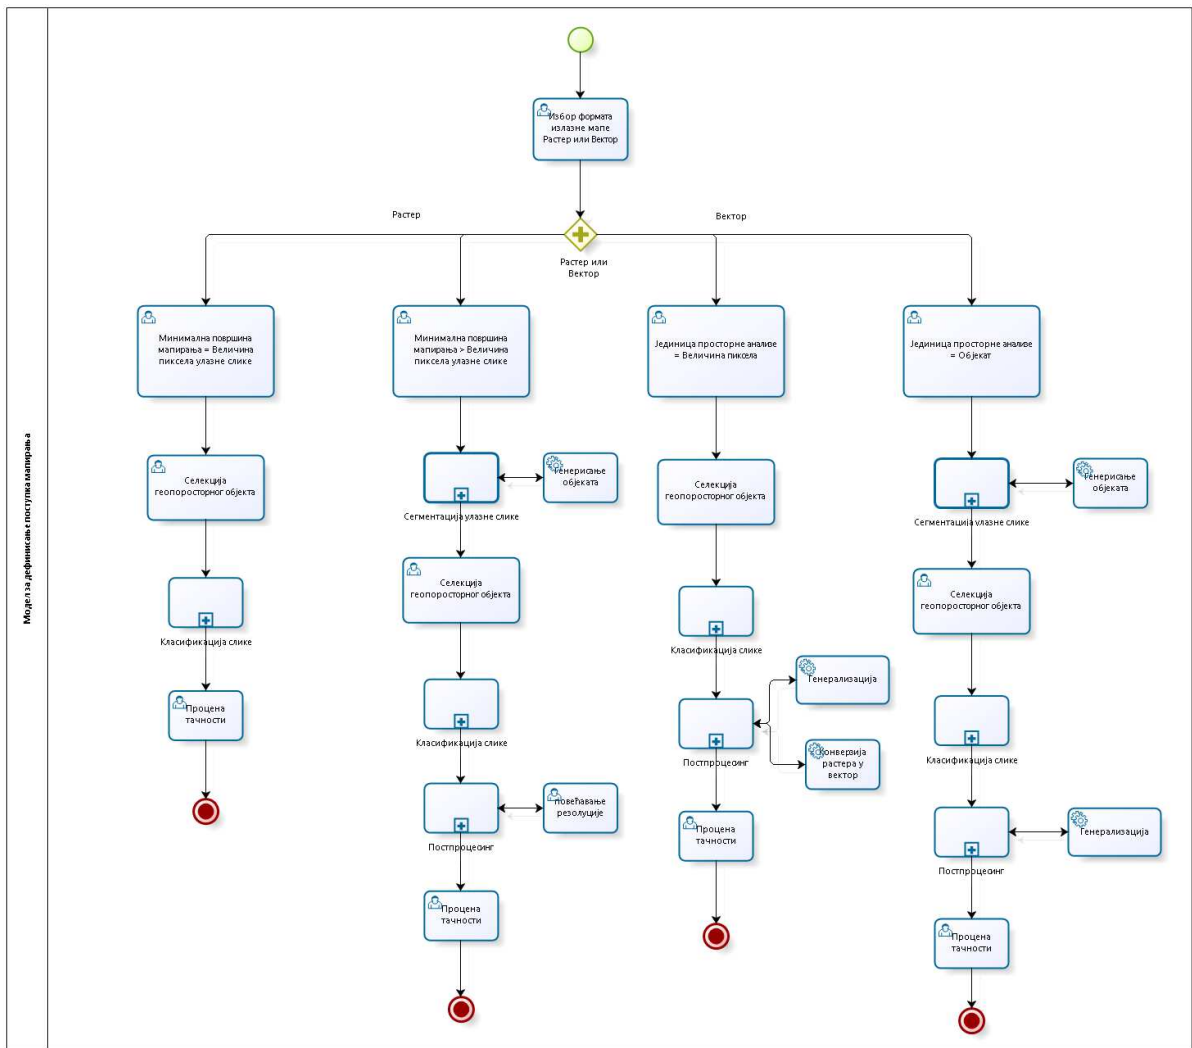 Модел за дефинисање поступка мапирања
Избор формата
излазне мапе
Растер или Вектор
Растер
Вектор
Растер или
Вектор
Минимална површина
мапирања = Величина
пиксела улазне слике
Минимална површина
мапирања > Величина
пиксела улазне слике
Јединица просторне анализе
= Величина пиксела
Јединица просторне анализе
= Објекат
Селекција
геопоросторног објекта
Генерисање
објеката
Сегментација улазне слике
Селекција
геопоросторног објекта
Генерисање
објеката
Сегментација улазне слике
Селекција
геопоросторног објекта
Селекција
геопоросторног објекта
Класификација слике
Класификација слике
Класификација слике
Класификација слике
Процена
тачности
Повећавање
резолуције
Постпроцесинг
Генерализација
Конверзија
растера у
вектор
Постпроцесинг
Генерализација
Постпроцесинг
Процена
тачности
Процена
тачности
Процена
тачности